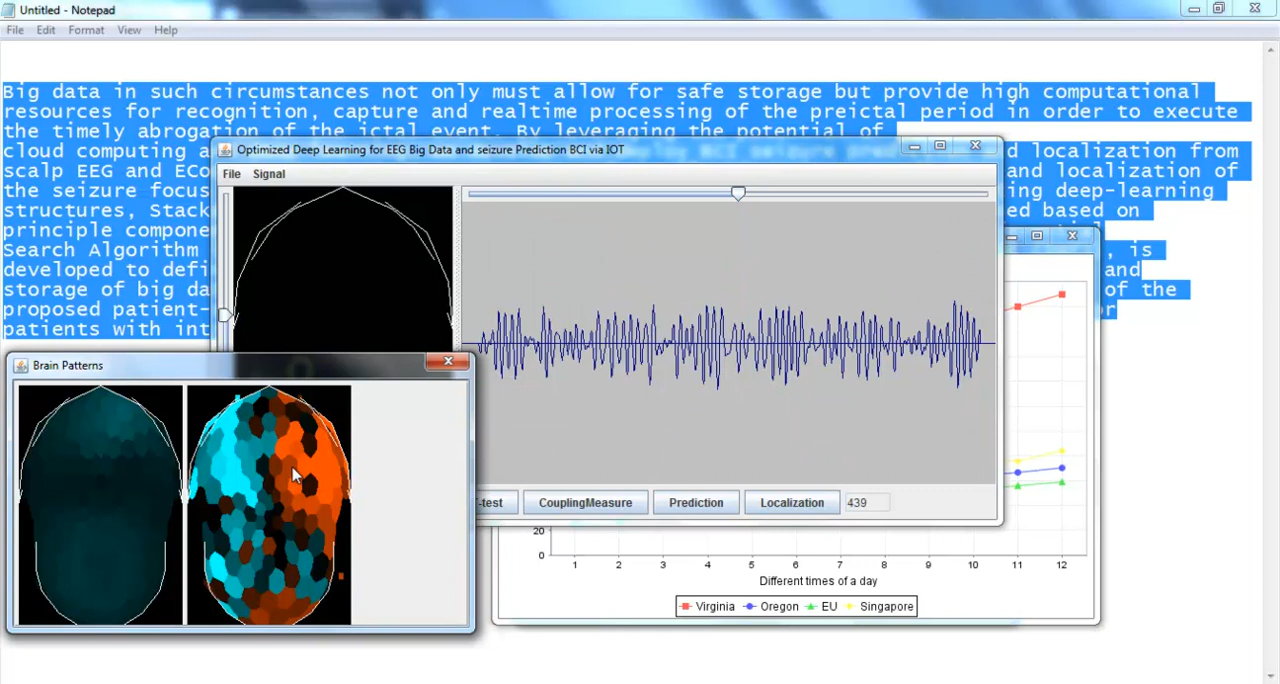 Untitled - Notepad
File Edit Format View Help
Big data in such circumstances not only must allow for safe storage but provide high computational
resources for recognition, capture and realtime processing of the preictal period in order to execute
the timely abrogation of the ictal event. By leveraging the potential of
cloud computing a
d localization from
scalp EEG and ECo
and localization of
the seizure focus
ing deep-learning
structures, Stack
ed based on
principle compone
Search Algorithm
, is
developed to defi
and
storage of big da
of the
proposed patient-
or
patients with int
Optimized Deep Learning for EEG Big Data and seizure Prediction BCI via IOT
File Signal
-test CouplingMeasure Prediction Localization 439
Brain Patterns
20
0
1 2 3 4 5 6 7 8 9 10 11 12
Different times of a day
Virginia Oregon EU Singapore